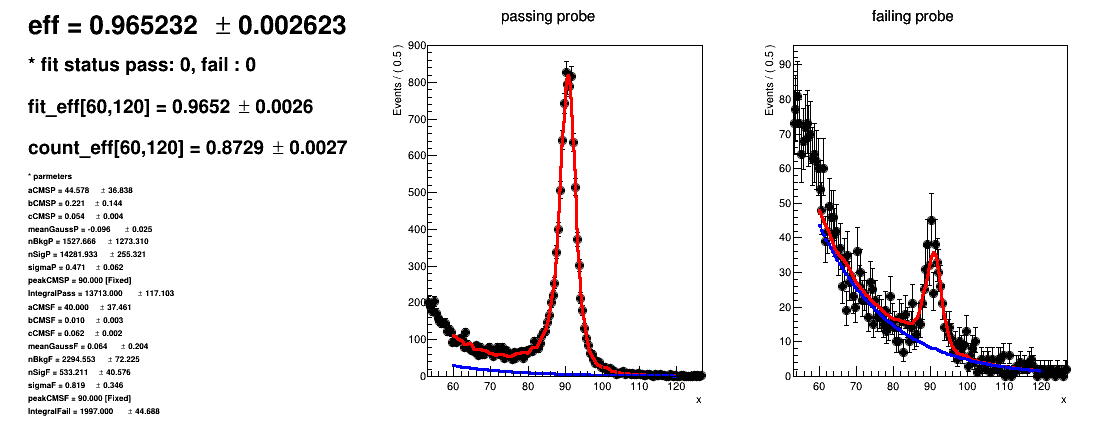 eff = 0.965232 ± 0.002623
* fit status pass: 0, fail : 0
fit_eff[60,120] = 0.9652 ± 0.0026
count_eff[60,120] = 0.8729 ± 0.0027
* parmeters
aCMSP = 44.578 ± 36.838
bCMSP = 0.221 ± 0.144
cCMSP = 0.054 ± 0.004
meanGaussP = -0.096 ± 0.025
nBkgP = 1527.666 ± 1273.310
nSigP = 14281.933 ± 255.321
sigmaP = 0.471 ± 0.062
peakCMSP = 90.000 [Fixed]
IntegralPass = 13713.000 ± 117.103
aCMSF = 40.000 ± 37.461
bCMSF = 0.010 ± 0.003
cCMSF = 0.062 ± 0.002
meanGaussF = 0.064 ± 0.204
nBkgF = 2294.553 ± 72.225
nSigF = 533.211 ± 40.576
sigmaF = 0.819 ± 0.346
peakCMSF = 90.000 [Fixed]
IntegralFail = 1997.000 ± 44.688
passing probe
Events / ( 0.5 )
900
800
700
600
500
400
300
200
100
0
60 70 80 90 100 110 120
x
failing probe
Events / ( 0.5 )
90
80
70
60
50
40
30
20
10
0
60 70 80 90 100 110 120
x